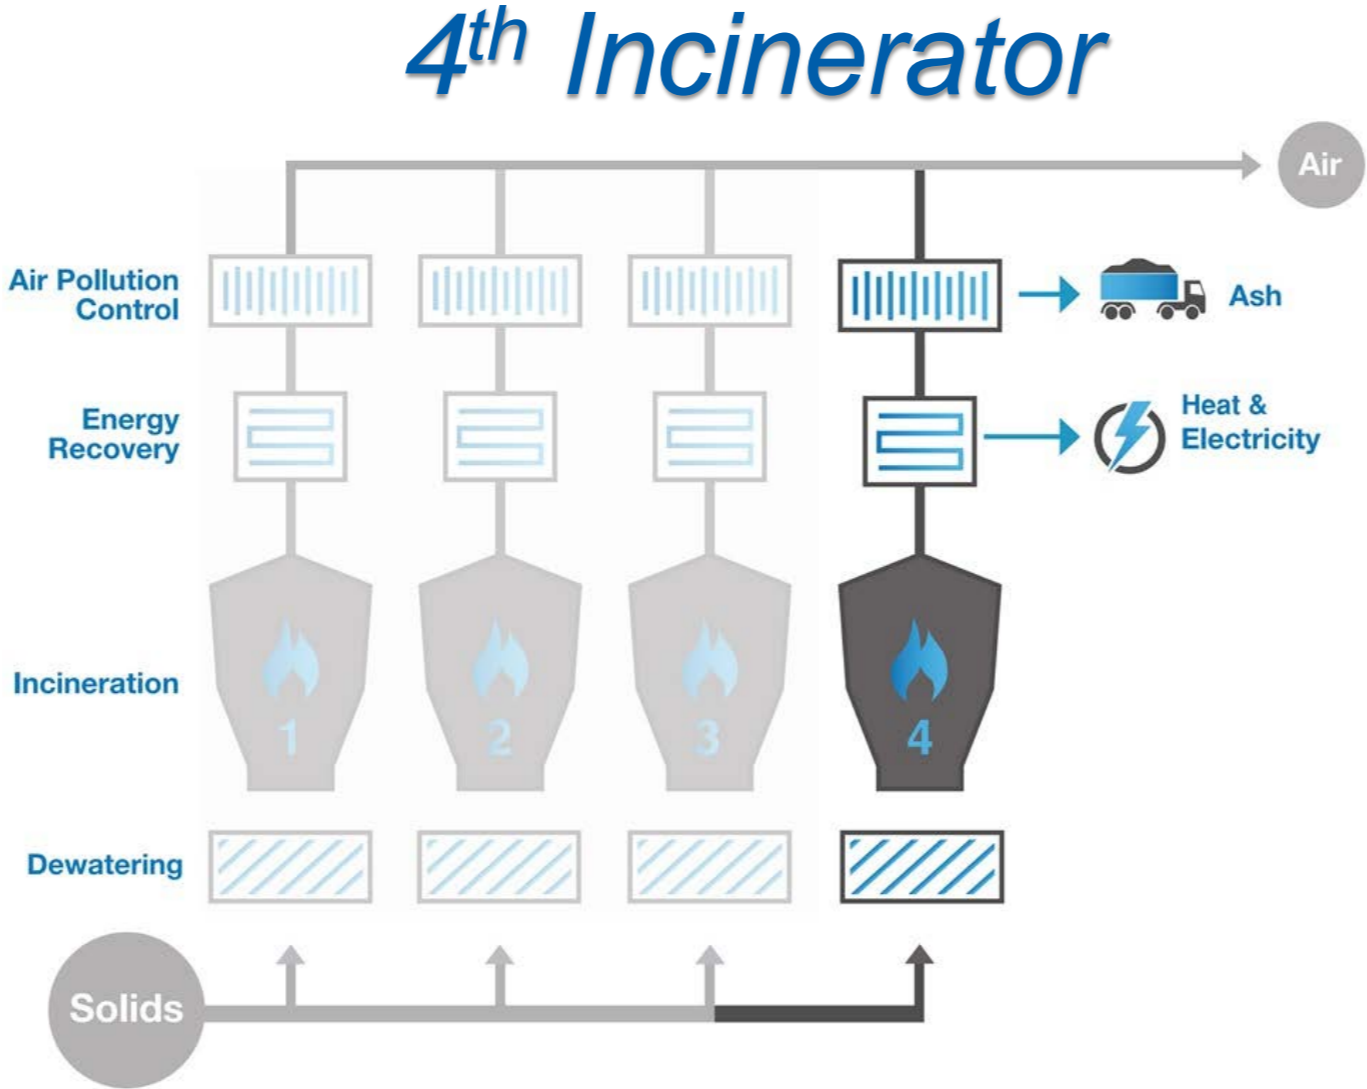 4th Incinerator
Air
Air Pollution
Control
Ash
Energy
Recovery
Heat &
Electricity
Incineration
1
2
3
4
Dewatering
Solids